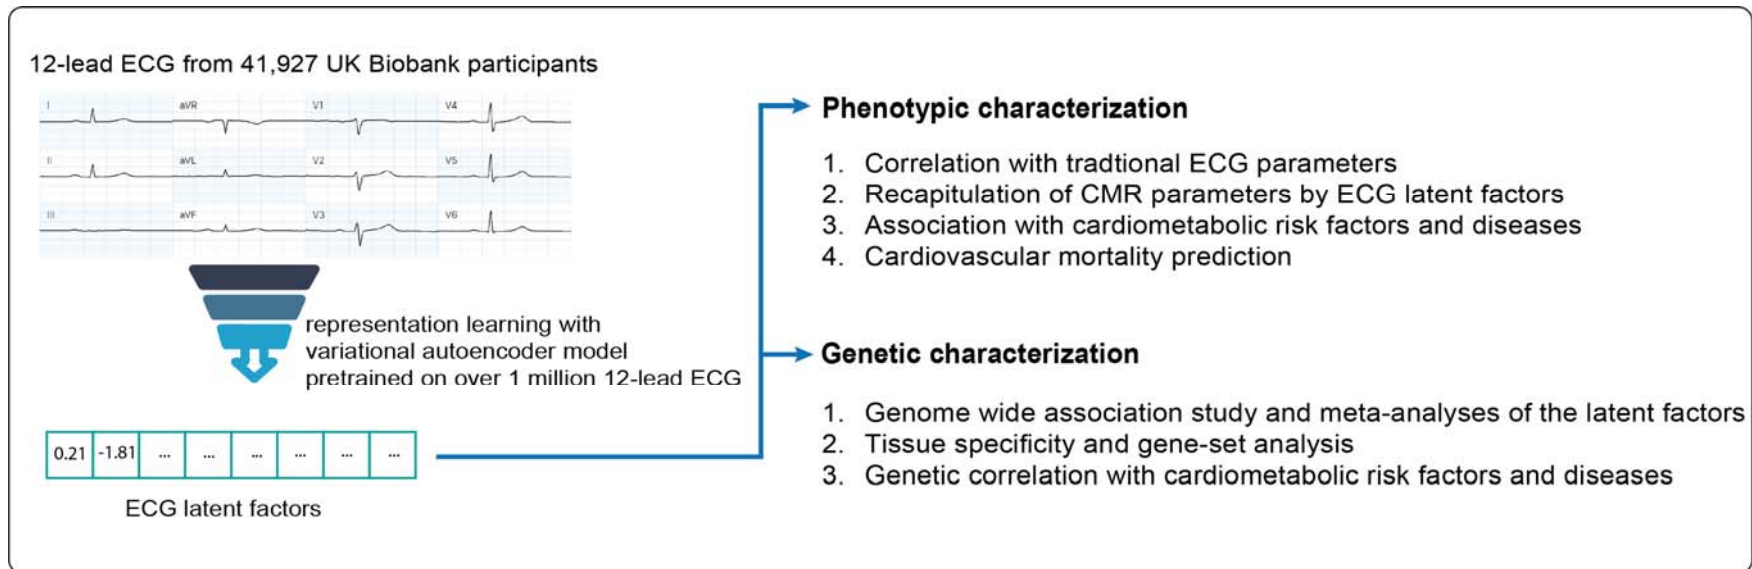 12-lead ECG from 41,927 UK Biobank participants
I aVR V1 V4
II aVL V2 V5
III aVF V3 V6
representation learning with
variational autoencoder model
pretrained on over 1 million 12-lead ECG
0.21 -1.81 ... ... ... ... ... ...
ECG latent factors
Phenotypic characterization
1. Correlation with tradtional ECG parameters
2. Recapitulation of CMR parameters by ECG latent factors
3. Association with cardiometabolic risk factors and diseases
4. Cardiovascular mortality prediction
Genetic characterization
1. Genome wide association study and meta-analyses of the latent factors
2. Tissue specificity and gene-set analysis
3. Genetic correlation with cardiometabolic risk factors and diseases